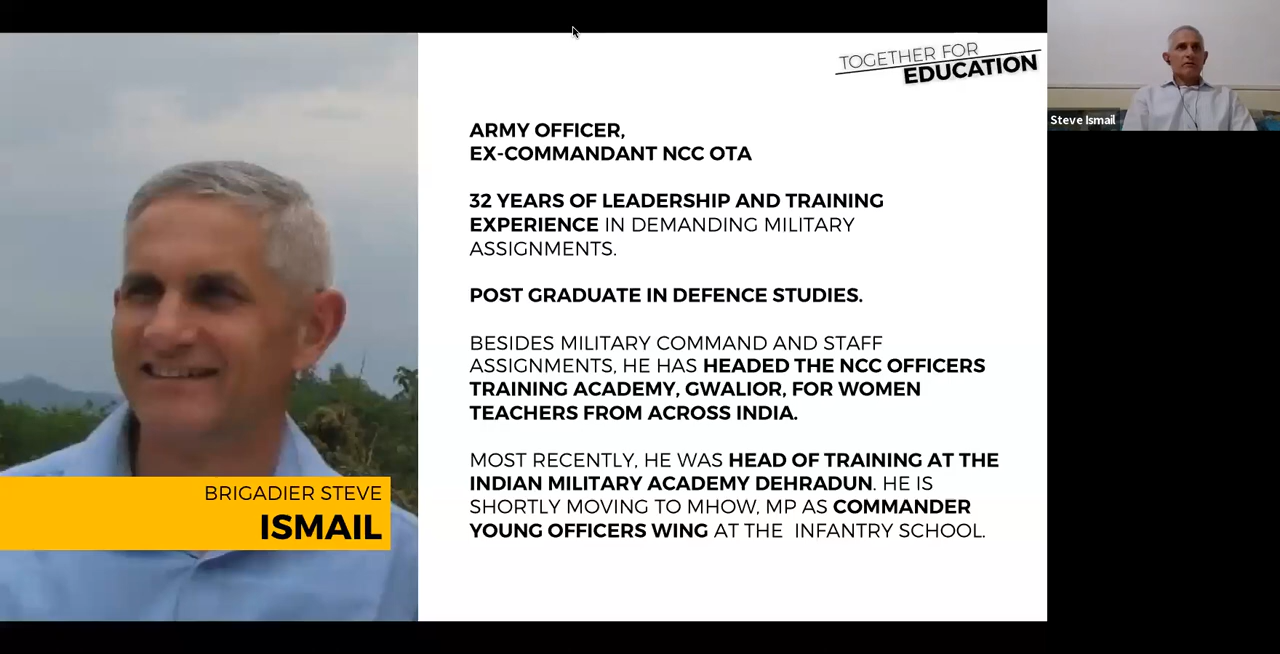 TOGETHER FOR
EDUCATION
Steve Ismail
ARMY OFFICER,
EX-COMMANDANT NCC OTA
32 YEARS OF LEADERSHIP AND TRAINING
EXPERIENCE IN DEMANDING MILITARY
ASSIGNMENTS.
POST GRADUATE IN DEFENCE STUDIES.
BESIDES MILITARY COMMAND AND STAFF
ASSIGNMENTS, HE HAS HEADED THE NCC OFFICERS
TRAINING ACADEMY, GWALIOR, FOR WOMEN
TEACHERS FROM ACROSS INDIA.
MOST RECENTLY, HE WAS HEAD OF TRAINING AT THE
INDIAN MILITARY ACADEMY DEHRADUN. HE IS
SHORTLY MOVING TO MHOW, MP AS COMMANDER
YOUNG OFFICERS WING AT THE  INFANTRY SCHOOL.
BRIGADIER STEVE
ISMAIL